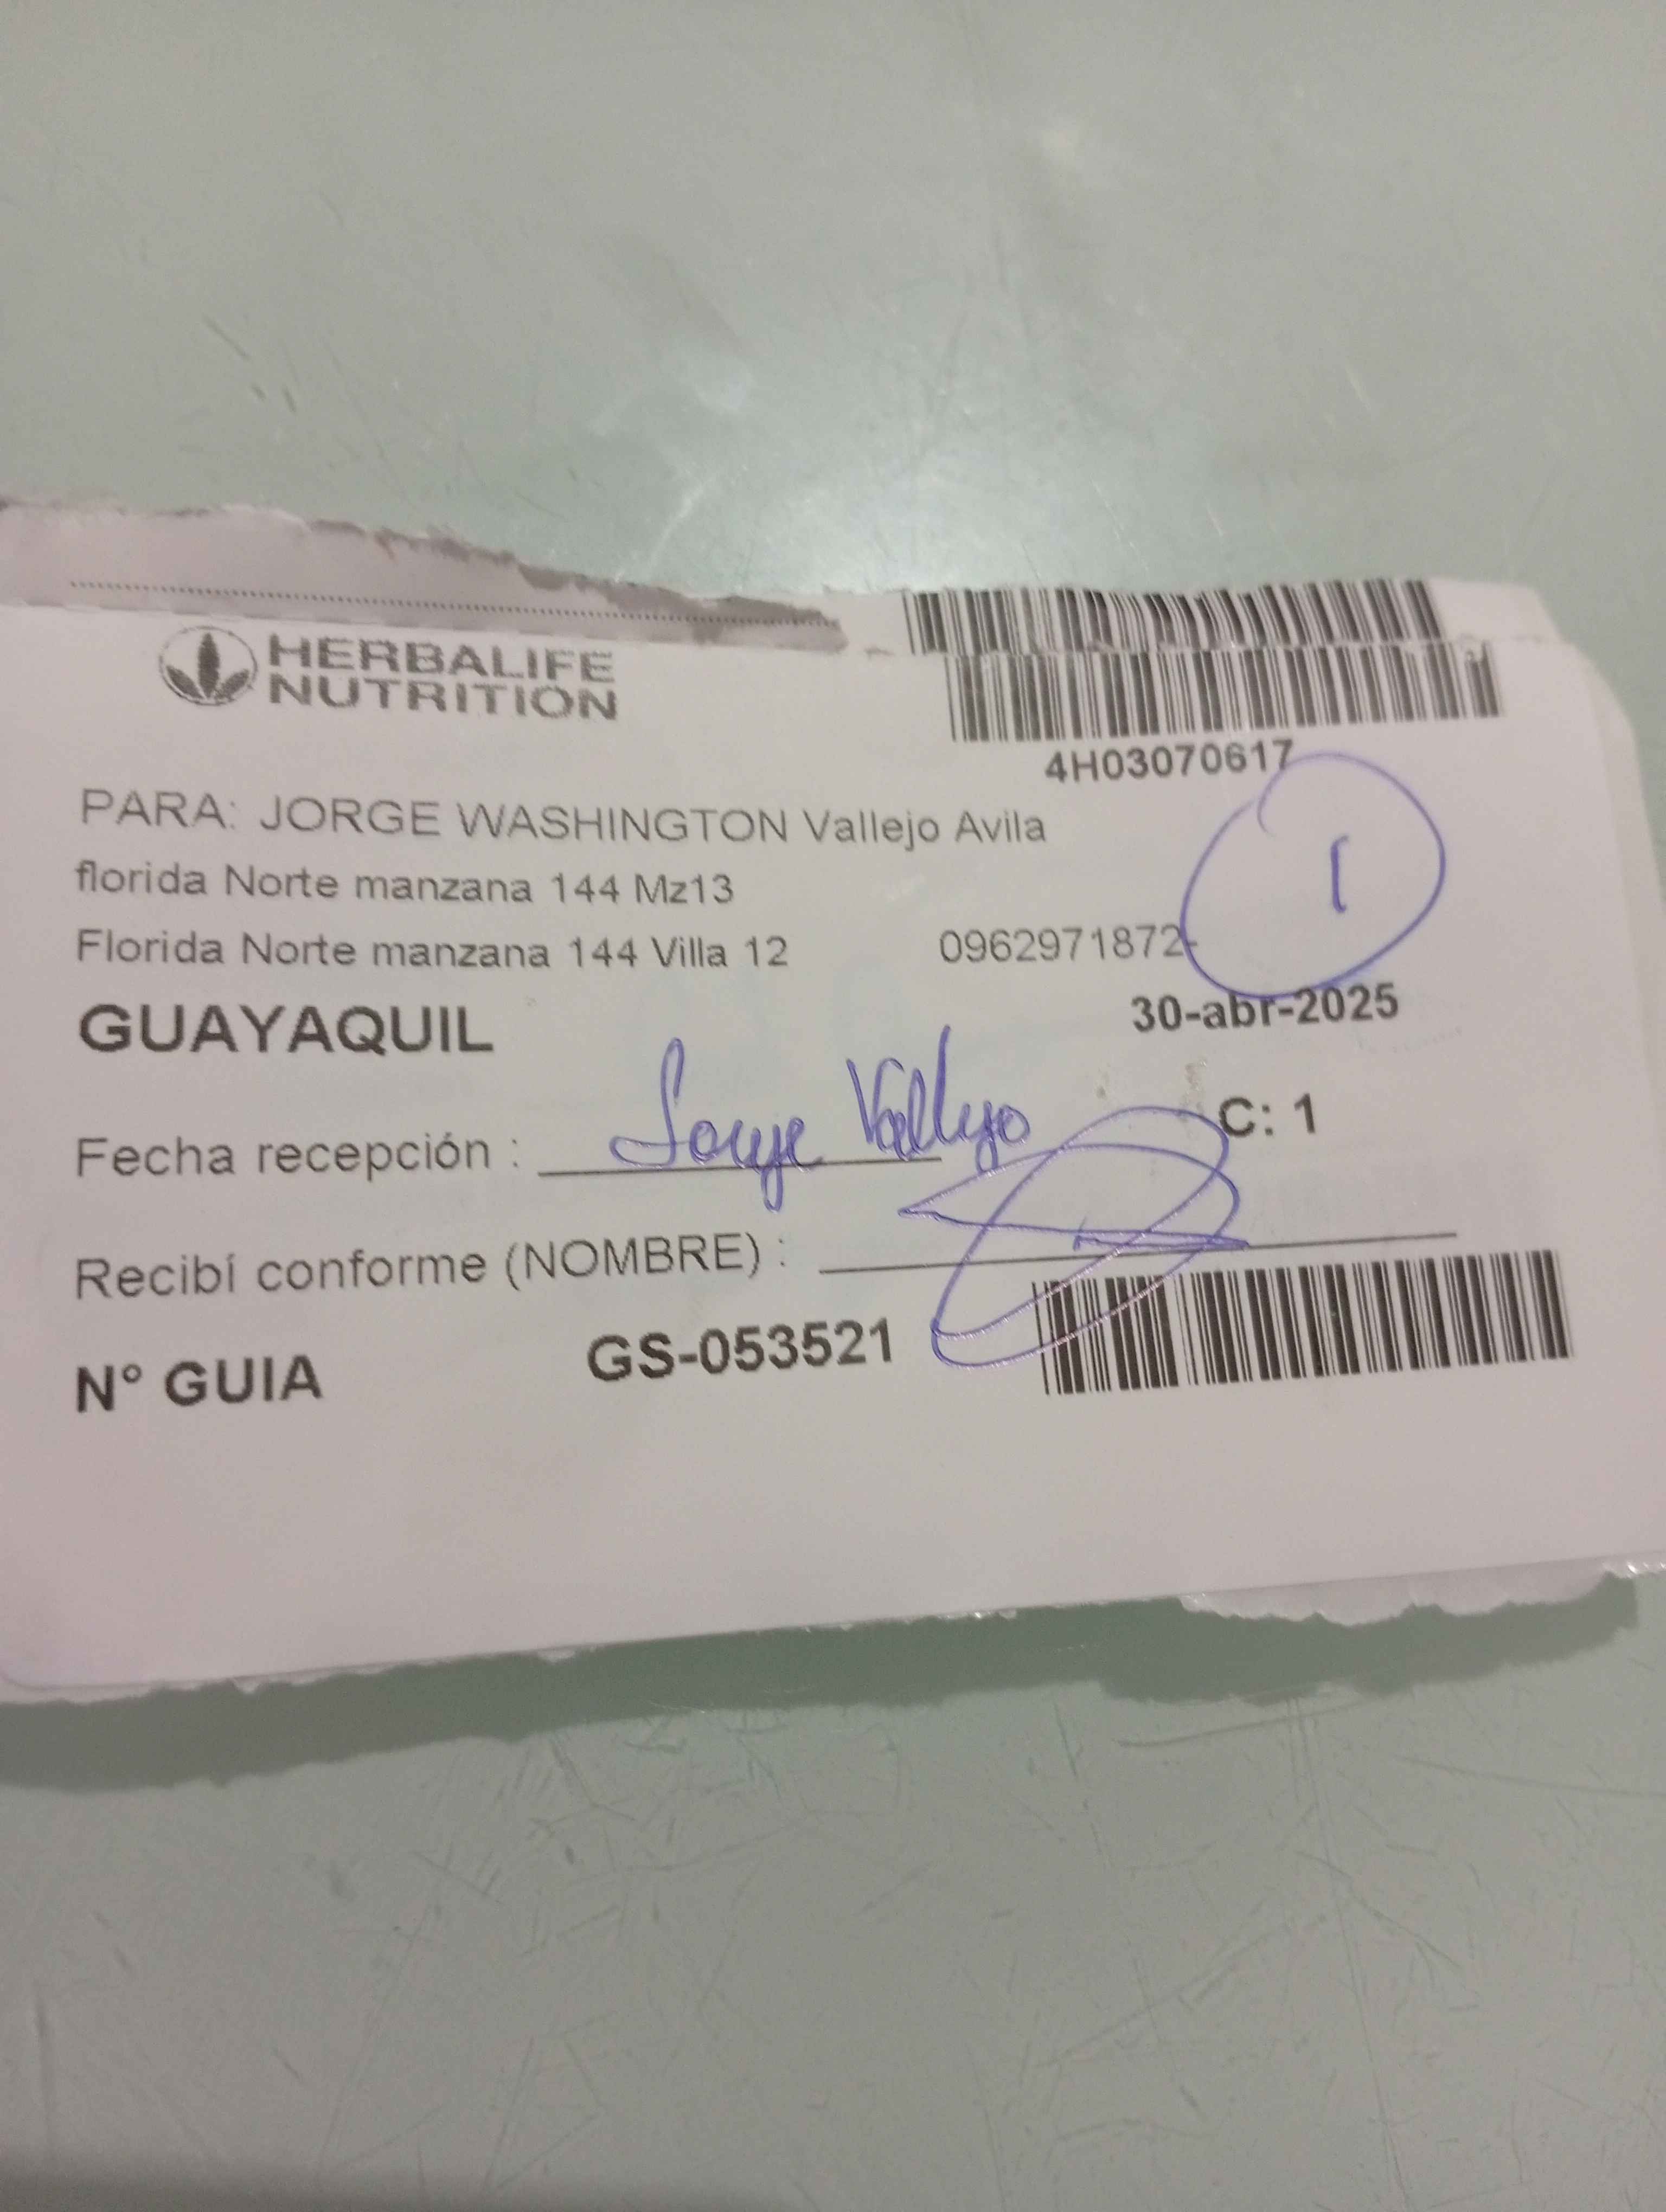 HERBALIFE
NUTRITION
4H03070617
PARA: JORGE WASHINGTON Vallejo Avila
florida Norte manzana 144 Mz13
1
Florida Norte manzana 144 Villa 12 0962971872-
GUAYAQUIL 30-abr-2025
Fecha recepción : Jorge Vallejo C: 1
Recibí conforme (NOMBRE) :
N° GUIA GS-053521